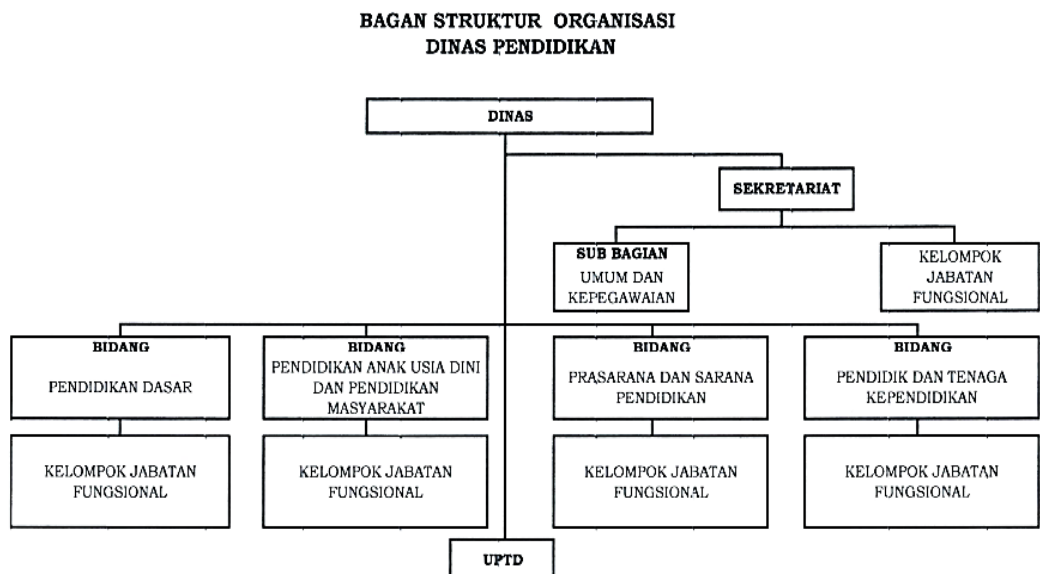 BAGAN STRUKTUR ORGANISASI
DINAS PENDIDIKAN
DINAS
SEKRETARIAT
SUB BAGIAN
UMUM DAN
KEPEGAWAIAN
KELOMPOK
JABATAN
FUNGSIONAL
BIDANG
PENDIDIKAN DASAR
BIDANG
PENDIDIKAN ANAK USIA DINI
DAN PENDIDIKAN
MASYARAKAT
BIDANG
PRASARANA DAN SARANA
PENDIDIKAN
BIDANG
PENDIDIK DAN TENAGA
KEPENDIDIKAN
KELOMPOK JABATAN
FUNGSIONAL
KELOMPOK JABATAN
FUNGSIONAL
KELOMPOK JABATAN
FUNGSIONAL
KELOMPOK JABATAN
FUNGSIONAL
UPTD